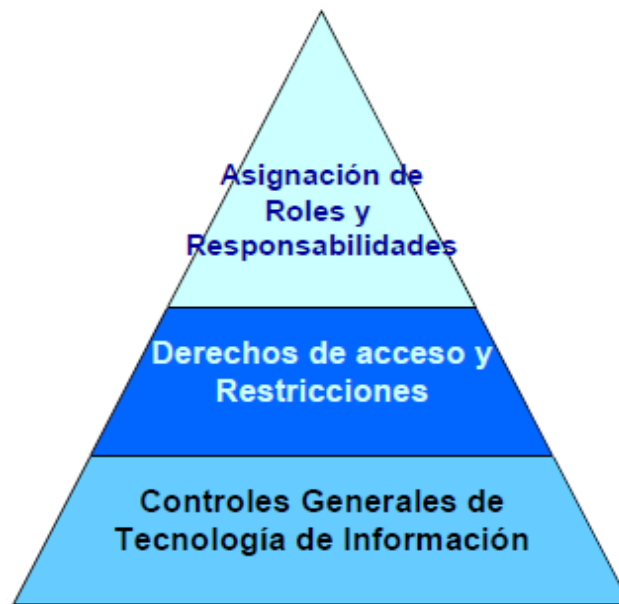 Asignación de
Roles y
Responsabilidades
Derechos de acceso y
Restricciones
Controles Generales de
Tecnología de Información